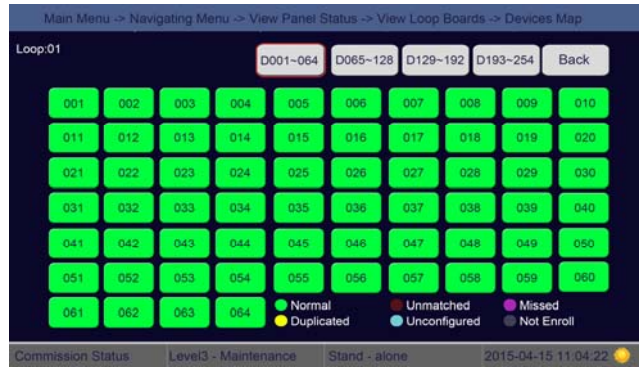 Main Menu -> Navigating Menu -> View Panel Status -> View Loop Boards -> Devices Map
Loop:01 D001~064 D065~128 D129~192 D193~254 Back
001 002 003 004 005 006 007 008 009 010
011 012 013 014 015 016 017 018 019 020
021 022 023 024 025 026 027 028 029 030
031 032 033 034 035 036 037 038 039 040
041 042 043 044 045 046 047 048 049 050
051 052 053 054 055 056 057 058 059 060
061 062 063 064 Normal Unmatched Missed
Duplicated Unconfigured Not Enroll
Commission Status Level3 - Maintenance Stand - alone 2015-04-15 11:04:22